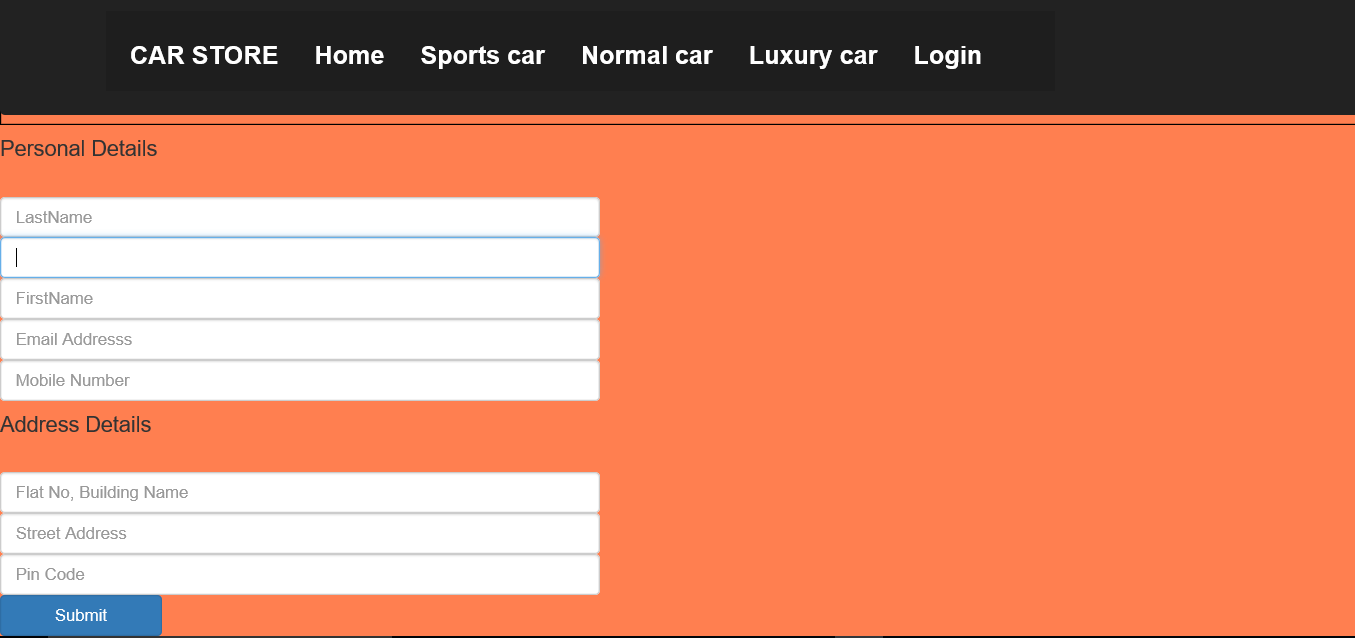 CAR STORE Home Sports car Normal car Luxury car Login
Personal Details
LastName
FirstName
Email Addresss
Mobile Number
Address Details
Flat No, Building Name
Street Address
Pin Code
Submit